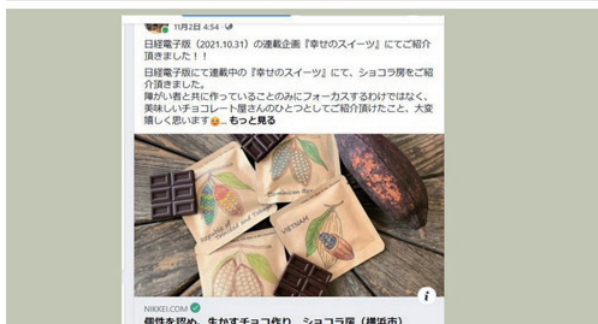 11月2日 4:54
日経電子版(2021.10.31)の連載企画『幸せのスイーツ』にてご紹介
頂きました!!
日経電子版にて連載中の『幸せのスイーツ』にて、ショコラ房をご紹
介頂きました。
障がい者と共に作っていることのみにフォーカスするわけではなく、
美味しいチョコレート屋さんのひとつとしてご紹介頂けたこと、大変
嬉しく思います😀... もっと見る
Dominican Rep.
Republic of
Trinidad and Tobago
VIETNAM
NIKKEI.COM
個性を認め、生かすチョコ作り ショコラ房(横浜市)